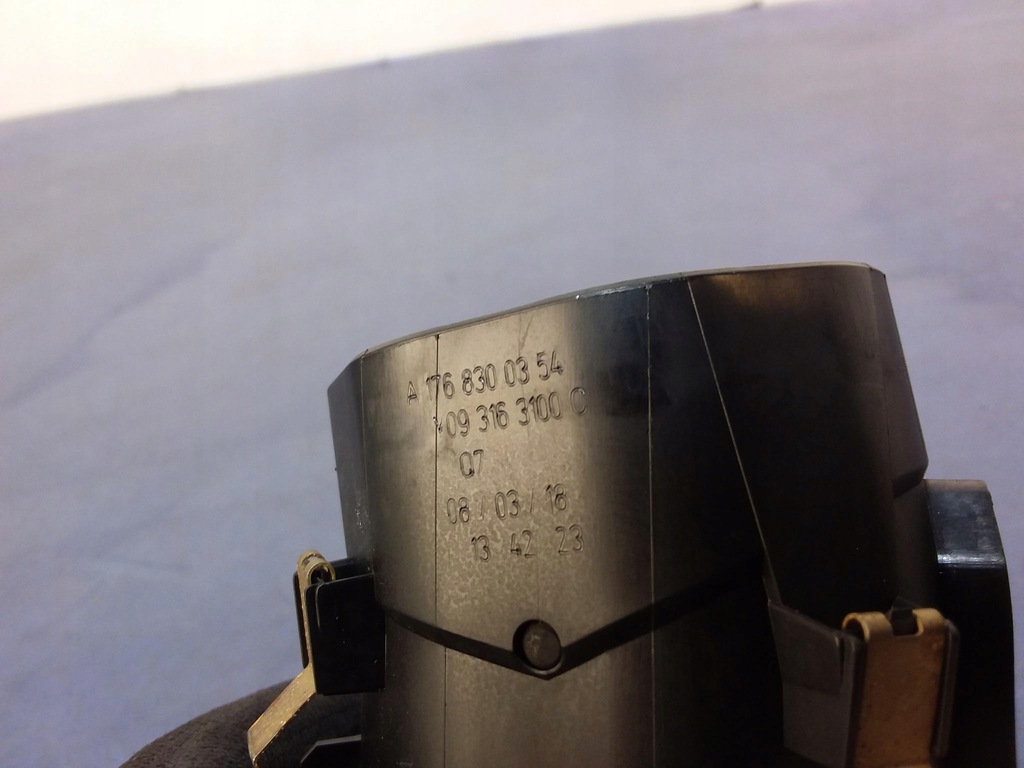 A 176 830 03 54
09 316 3100 C
Q7
08 / 03 / 18
13 42 23